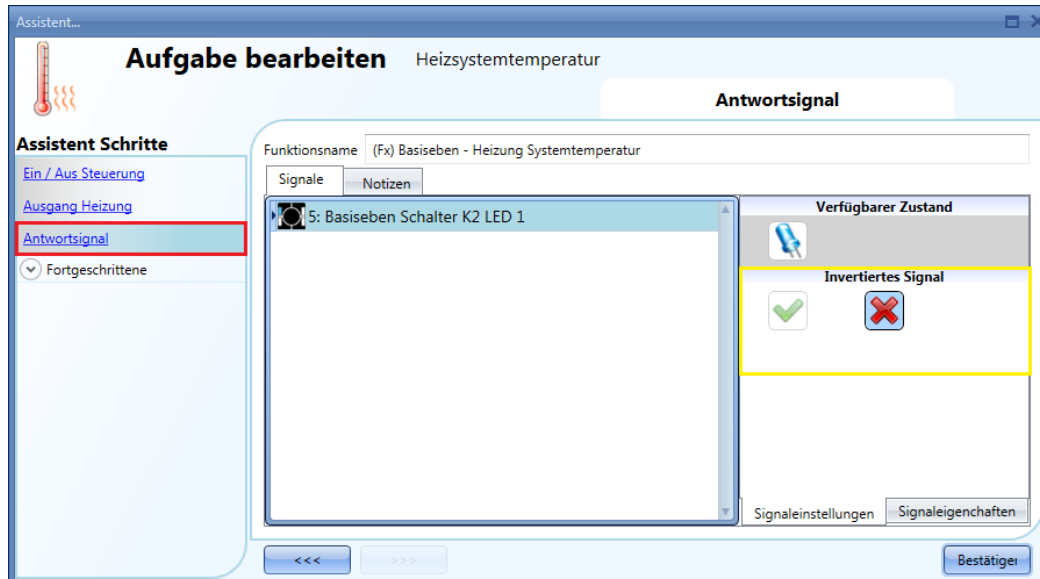 Assistent...
Aufgabe bearbeiten Heizsystemtemperatur
Antwortsignal
Assistent Schritte
Ein / Aus Steuerung
Ausgang Heizung
Antwortsignal
Fortgeschrittene
Funktionsname (Fx) Basiseben - Heizung Systemtemperatur
Signale Notizen
5: Basiseben Schalter K2 LED 1
Verfügbarer Zustand
Invertiertes Signal
Signaleinstellungen Signaleigenchaften
<<< >>> Bestätiger